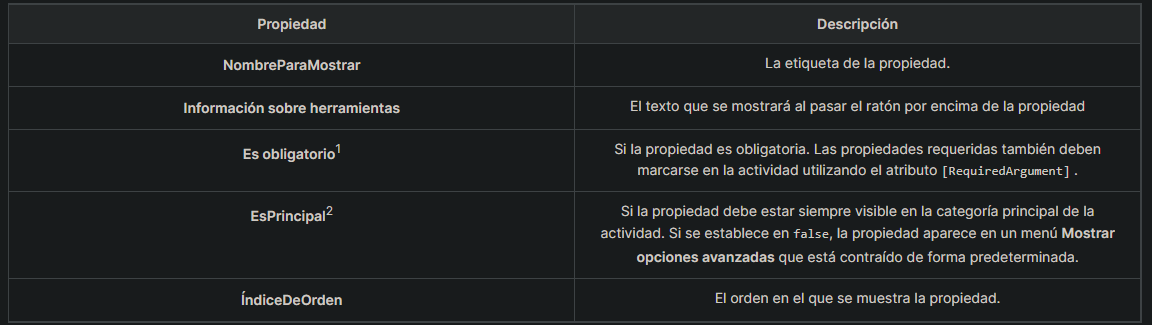 Propiedad
Descripción
NombreParaMostrar
La etiqueta de la propiedad.
Información sobre herramientas
El texto que se mostrará al pasar el ratón por encima de la propiedad
Es obligatorio1
Si la propiedad es obligatoria. Las propiedades requeridas también deben
marcarse en la actividad utilizando el atributo [RequiredArgument] .
EsPrincipal2
Si la propiedad debe estar siempre visible en la categoría principal de la
actividad. Si se establece en false, la propiedad aparece en un menú Mostrar
opciones avanzadas que está contraído de forma predeterminada.
ÍndiceDeOrden
El orden en el que se muestra la propiedad.